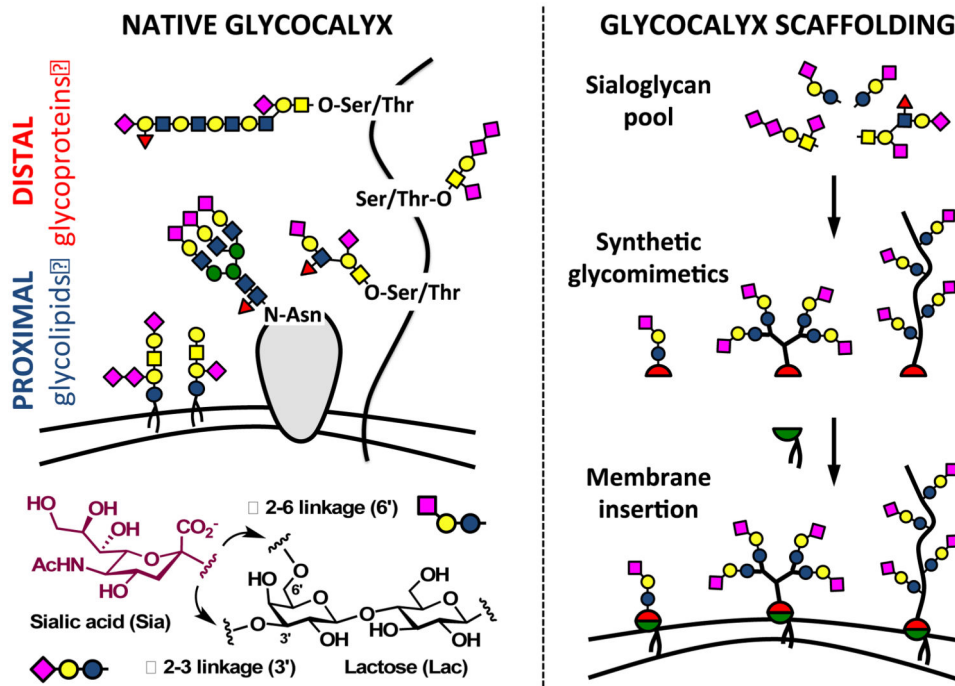 NATIVE GLYCOCALYX
DISTAL
glycoproteins
PROXIMAL
glycolipids
O-Ser/Thr
Ser/Thr-O
O-Ser/Thr
N-Asn
HO
OH
HO
OH
CO2-
O
AcHN
HO
Sialic acid (Sia)
2-6 linkage (6')
O
6'
HO
O
O
3'
OH
O
HO
O
HO
OH
O
2-3 linkage (3')
Lactose (Lac)
GLYCOCALYX SCAFFOLDING
Sialoglycan
pool
Synthetic
glycomimetics
Membrane
insertion